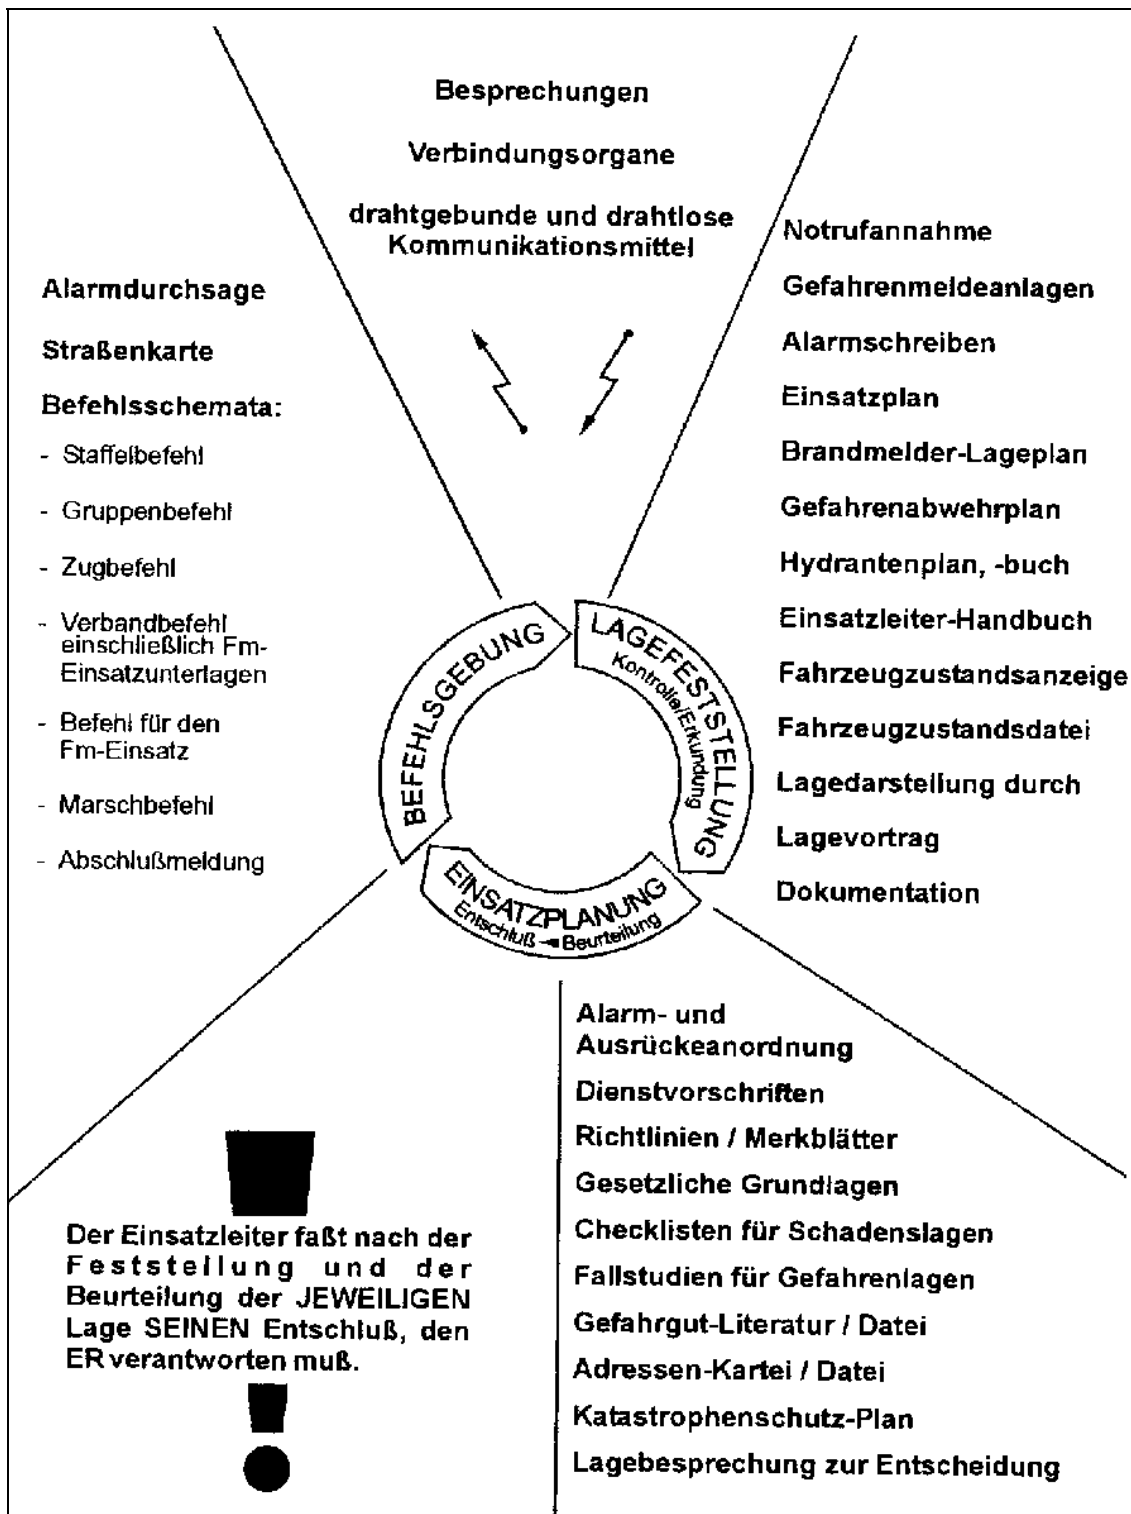 Besprechungen
Verbindungsorgane
drahtgebunde und drahtlose
Kommunikationsmittel
Alarmdurchsage
Straßenkarte
Befehlsschemata:
- Staffelbefehl
- Gruppenbefehl
- Zugbefehl
- Verbandbefehl
einschließlich Fm-
Einsatzunterlagen
- Befehl für den
Fm-Einsatz
- Marschbefehl
- Abschlußmeldung
Notrufannahme
Gefahrenmeldeanlagen
Alarmschreiben
Einsatzplan
Brandmelder-Lageplan
Gefahrenabwehrplan
Hydrantenplan, -buch
Einsatzleiter-Handbuch
Fahrzeugzustandsanzeige
Fahrzeugzustandsdatei
Lagedarstellung durch
Lagevortrag
Dokumentation
BEFEHLSGEBUNG
LAGEFESTSTELLUNG
Kontrolle/Erkundung
EINSATZPLANUNG
Entschluß ◄ Beurteilung
Alarm- und
Ausrückeanordnung
Dienstvorschriften
Richtlinien / Merkblätter
Gesetzliche Grundlagen
Checklisten für Schadenslagen
Fallstudien für Gefahrenlagen
Gefahrgut-Literatur / Datei
Adressen-Kartei / Datei
Katastrophenschutz-Plan
Lagebesprechung zur Entscheidung
Der Einsatzleiter faßt nach der
Feststellung und der
Beurteilung der JEWEILIGEN
Lage SEINEN Entschluß, den
ER verantworten muß.